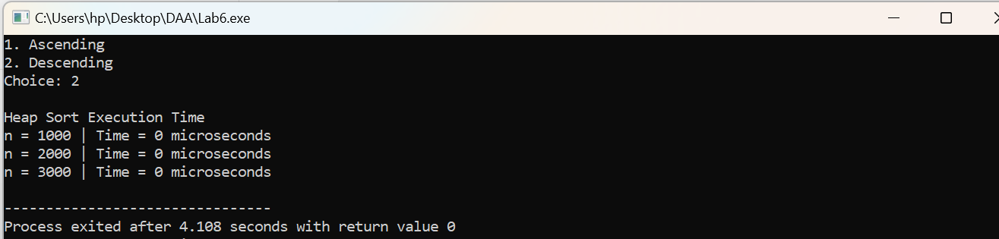 C:\Users\hp\Desktop\DAA\Lab6.exe
1. Ascending
2. Descending
Choice: 2
Heap Sort Execution Time
n = 1000 | Time = 0 microseconds
n = 2000 | Time = 0 microseconds
n = 3000 | Time = 0 microseconds
--------------------------------
Process exited after 4.108 seconds with return value 0